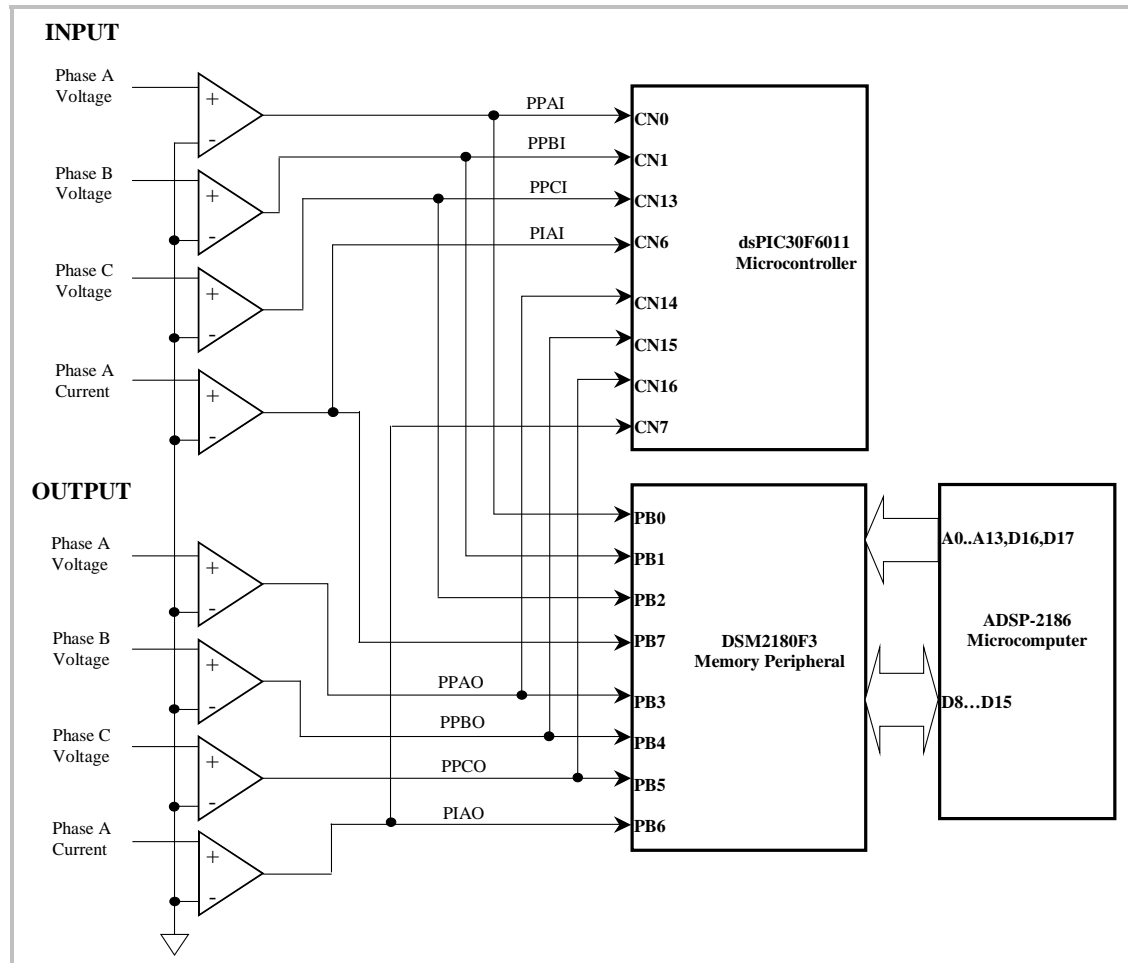 INPUT
Phase A
Voltage
+
-
Phase B
Voltage
+
-
Phase C
Voltage
+
-
Phase A
Current
+
-
PPAI
PPBI
PPCI
PIAI
CN0
CN1
CN13
CN6
CN14
CN15
CN16
CN7
dsPIC30F6011
Microcontroller
OUTPUT
Phase A
Voltage
+
-
Phase B
Voltage
+
-
Phase C
Voltage
+
-
Phase A
Current
+
-
PPAO
PPBO
PPCO
PIAO
PB0
PB1
PB2
PB7
PB3
PB4
PB5
PB6
DSM2180F3
Memory Peripheral
A0..A13,D16,D17
ADSP-2186
Microcomputer
D8…D15